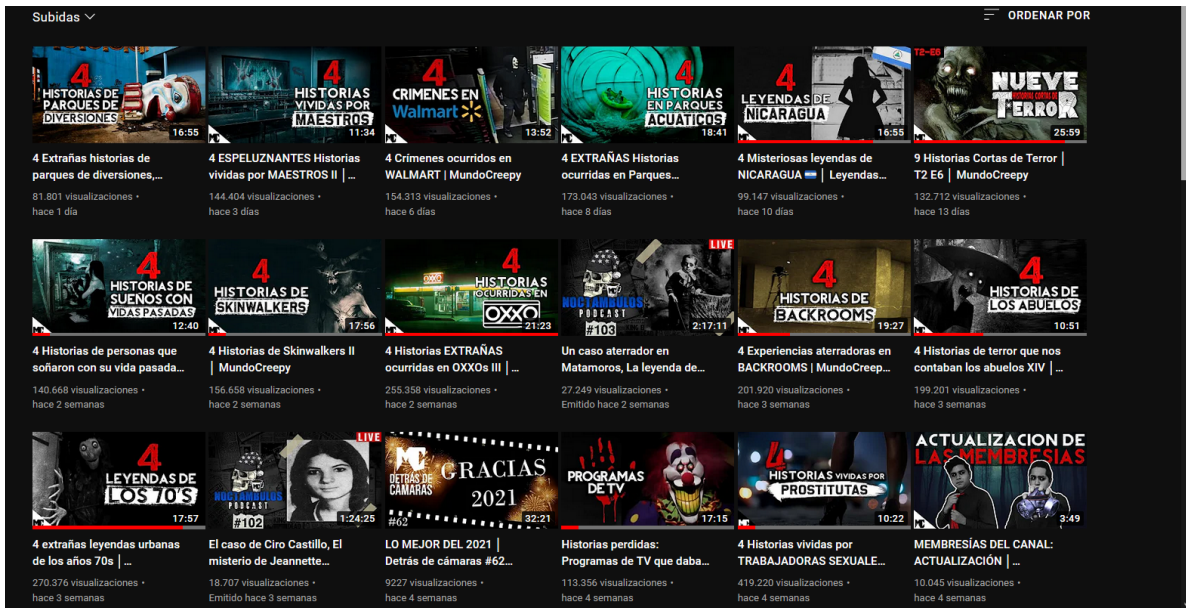 Subidas
ORDENAR POR
4
HISTORIAS DE
PARQUES DE
DIVERSIONES
16:55
4
HISTORIAS
VIVIDAS POR
MAESTROS
11:34
4
CRIMENES EN
Walmart
13:52
4
HISTORIAS
EN PARQUES
ACUATICOS
18:41
4
LEYENDAS DE
NICARAGUA
16:55
T2-E6
NUEVE
HISTORIAS CORTAS DE
TERROR
25:59
4 Extrañas historias de
parques de diversiones,...
81.801 visualizaciones •
hace 1 día
4 ESPELUZNANTES Historias
vividas por MAESTROS II | ...
144.404 visualizaciones •
hace 3 días
4 Crímenes ocurridos en
WALMART | MundoCreepy
154.313 visualizaciones •
hace 6 días
4 EXTRAÑAS Historias
ocurridas en Parques...
173.043 visualizaciones •
hace 8 días
4 Misteriosas leyendas de
NICARAGUA 🇳🇮 | Leyendas...
99.147 visualizaciones •
hace 10 días
9 Historias Cortas de Terror |
T2 E6 | MundoCreepy
132.712 visualizaciones •
hace 13 días
4
HISTORIAS DE
SUEÑOS CON
VIDAS PASADAS
12:40
4
HISTORIAS DE
SKINWALKERS
17:56
4
HISTORIAS
OCURRIDAS EN
OXXO
21:23
LIVE
NOCTAMBULOS
PODCAST
#103
2:17:11
4
HISTORIAS DE
BACKROOMS
19:27
4
HISTORIAS DE
LOS ABUELOS
10:51
4 Historias de personas que
soñaron con su vida pasada...
140.668 visualizaciones •
hace 2 semanas
4 Historias de Skinwalkers II
| MundoCreepy
156.658 visualizaciones •
hace 2 semanas
4 Historias EXTRAÑAS
ocurridas en OXXOs III | ...
255.358 visualizaciones •
hace 2 semanas
Un caso aterrador en
Matamoros, La leyenda de...
27.249 visualizaciones •
Emitido hace 2 semanas
4 Experiencias aterradoras en
BACKROOMS | MundoCreep...
201.920 visualizaciones •
hace 3 semanas
4 Historias de terror que nos
contaban los abuelos XIV | ...
199.201 visualizaciones •
hace 3 semanas
4
LEYENDAS DE
LOS 70'S
17:57
LIVE
NOCTAMBULOS
PODCAST
#102
1:24:25
MC
DETRÁS DE
CÁMARAS
GRACIAS
2021
#62
32:21
PROGRAMAS
DE TV
17:15
4
HISTORIAS VIVIDAS POR
PROSTITUTAS
10:22
ACTUALIZACION DE
LAS MEMBRESIAS
3:49
4 extrañas leyendas urbanas
de los años 70s | ...
270.376 visualizaciones •
hace 3 semanas
El caso de Ciro Castillo, El
misterio de Jeannette...
18.707 visualizaciones •
Emitido hace 3 semanas
LO MEJOR DEL 2021 |
Detrás de cámaras #62...
9227 visualizaciones •
hace 4 semanas
Historias perdidas:
Programas de TV que daba...
113.356 visualizaciones •
hace 4 semanas
4 Historias vividas por
TRABAJADORAS SEXUALE...
419.220 visualizaciones •
hace 4 semanas
MEMBRESÍAS DEL CANAL:
ACTUALIZACIÓN | ...
10.045 visualizaciones •
hace 4 semanas